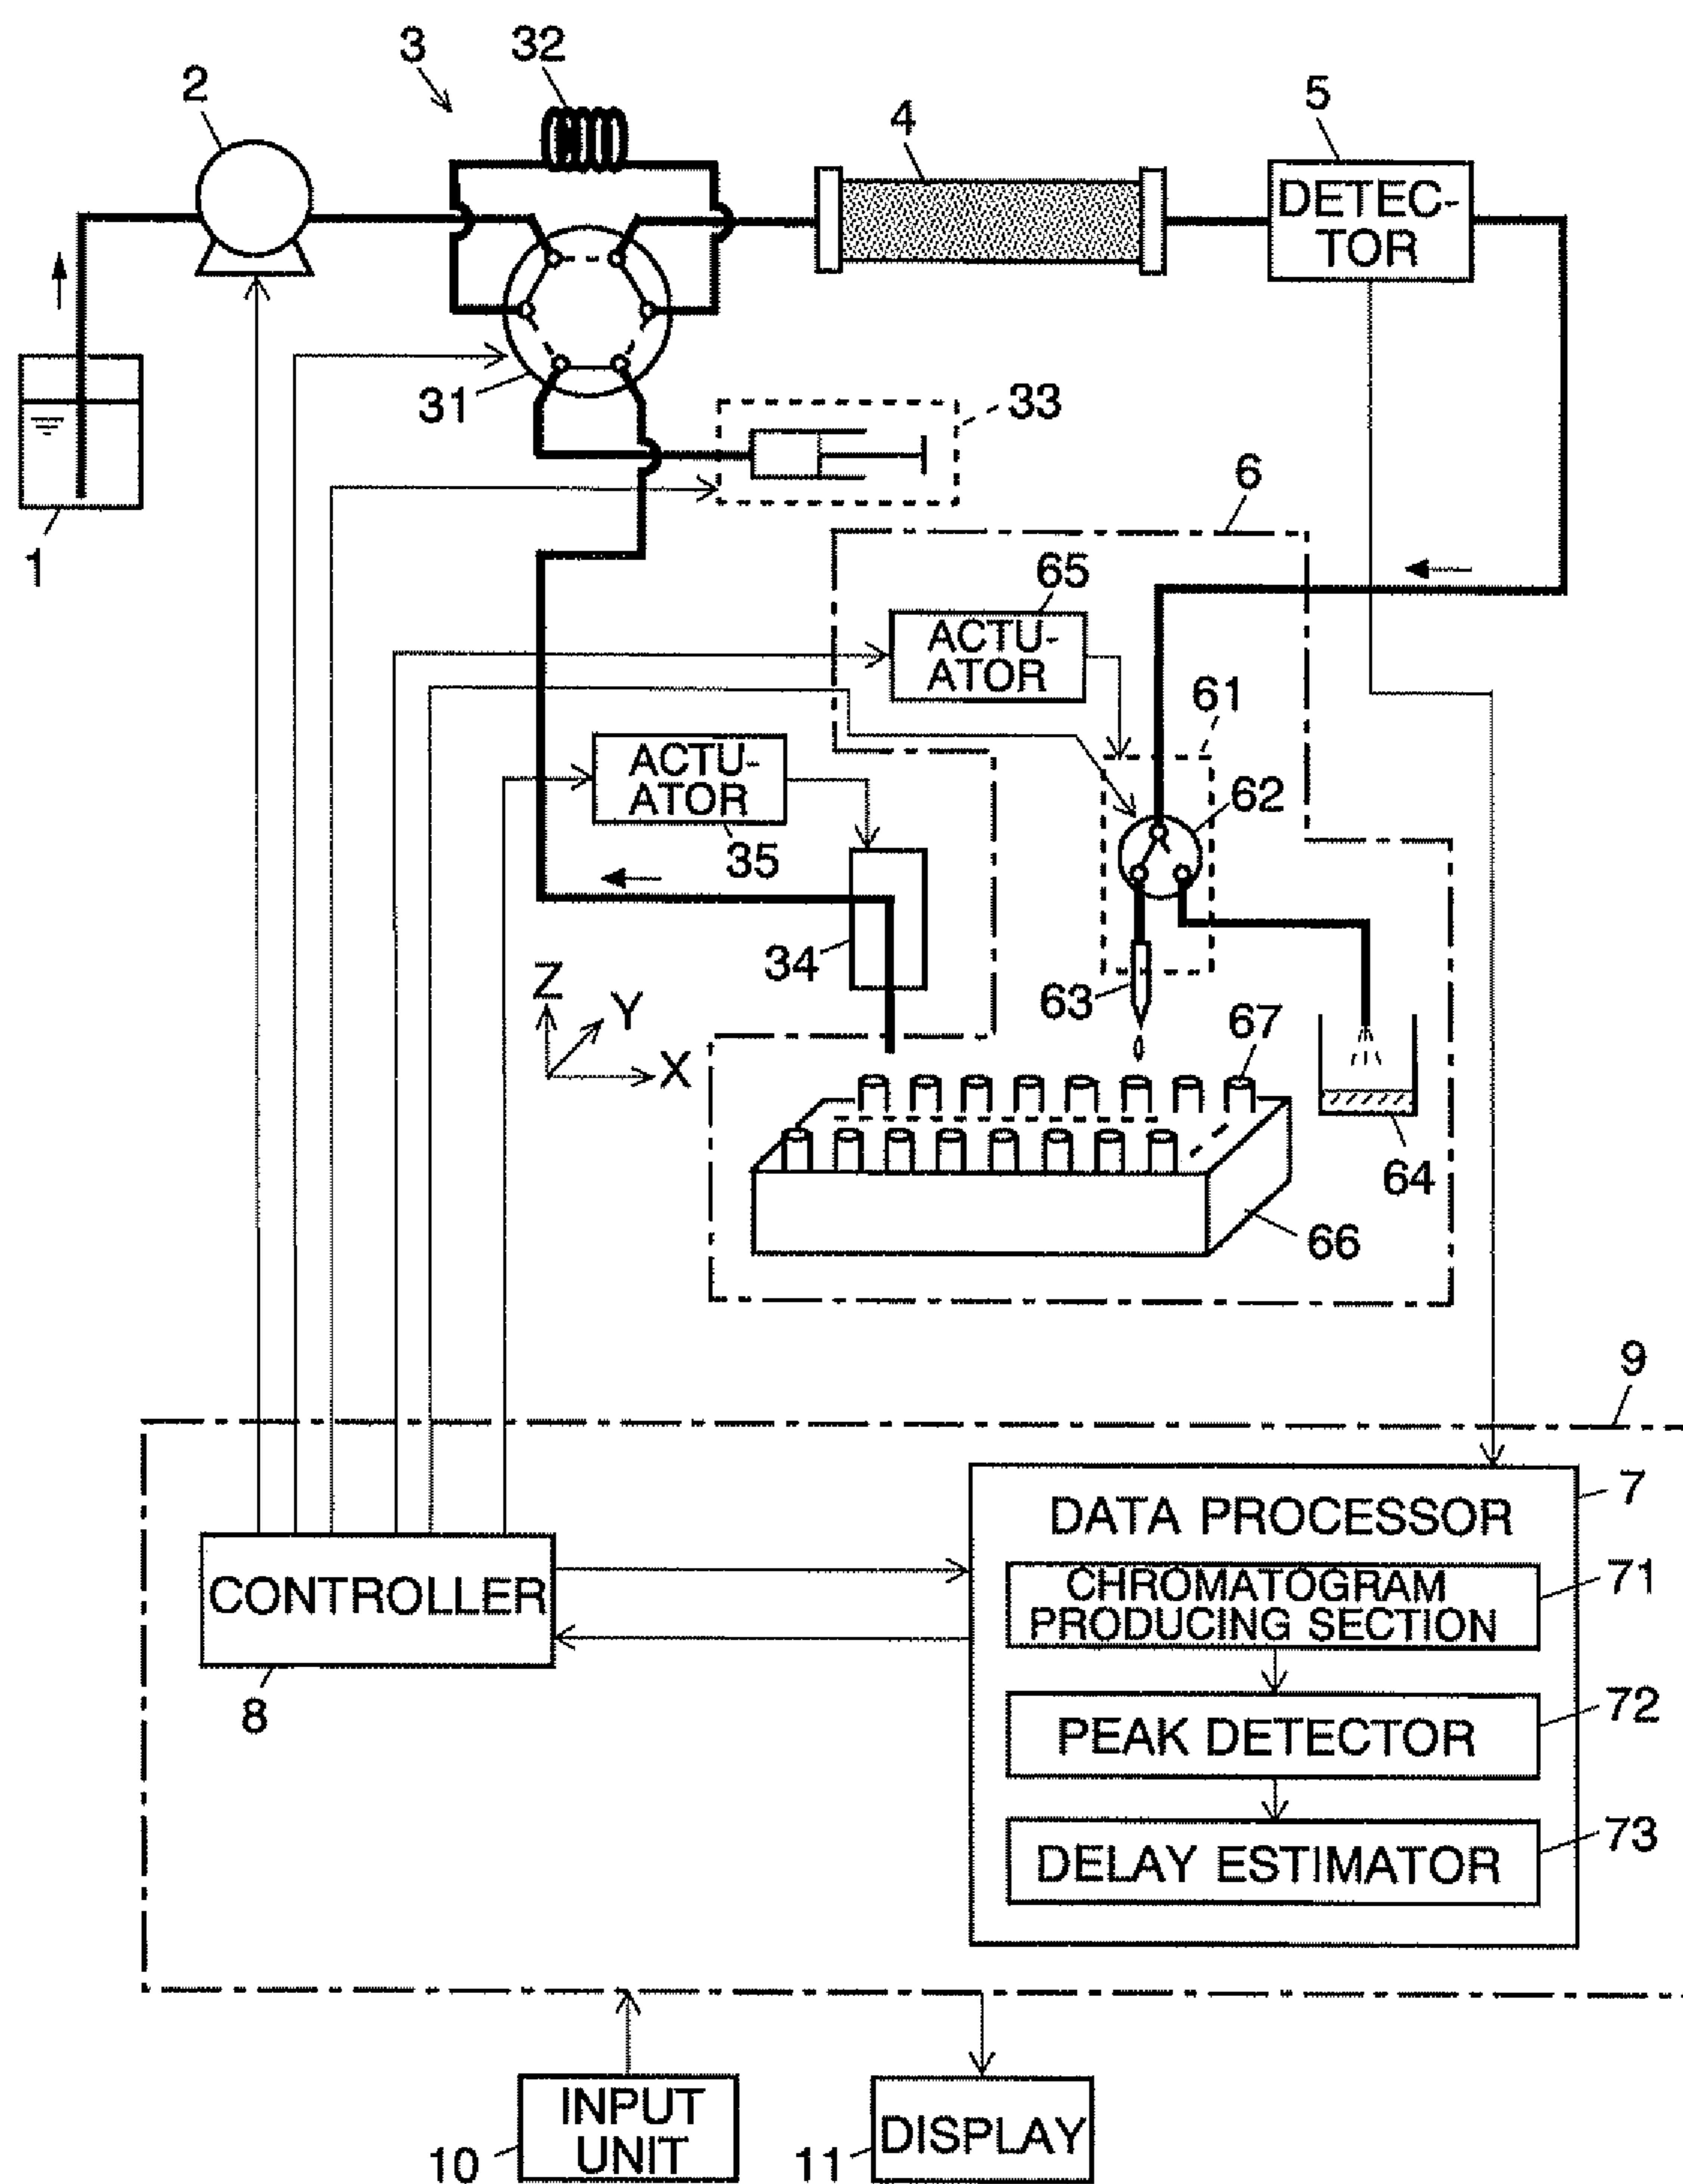 3
32
2
4
5
DETEC-
TOR
31
33
1
6
65
ACTU-
ATOR
61
ACTU-
ATOR
62
35
34
Z
Y
X
63
67
64
66
9
7
DATA PROCESSOR
CHROMATOGRAM
PRODUCING SECTION
71
CONTROLLER
8
PEAK DETECTOR
72
DELAY ESTIMATOR
73
INPUT
UNIT
10
DISPLAY
11